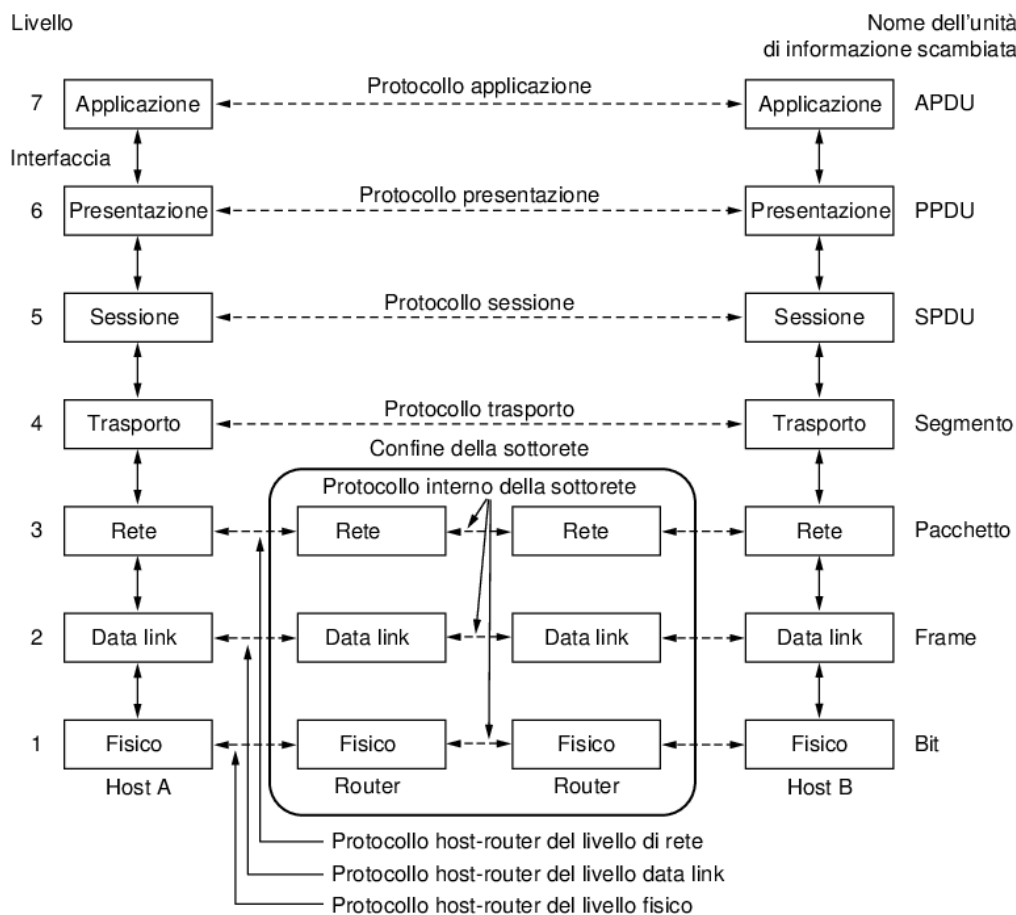 Livello
Nome dell'unità
di informazione scambiata
7
Applicazione
Protocollo applicazione
Applicazione
APDU
Interfaccia
6
Presentazione
Protocollo presentazione
Presentazione
PPDU
5
Sessione
Protocollo sessione
Sessione
SPDU
4
Trasporto
Protocollo trasporto
Trasporto
Segmento
Confine della sottorete
Protocollo interno della sottorete
3
Rete
Rete
Rete
Rete
Pacchetto
2
Data link
Data link
Data link
Data link
Frame
1
Fisico
Fisico
Fisico
Fisico
Bit
Host A
Router
Router
Host B
Protocollo host-router del livello di rete
Protocollo host-router del livello data link
Protocollo host-router del livello fisico